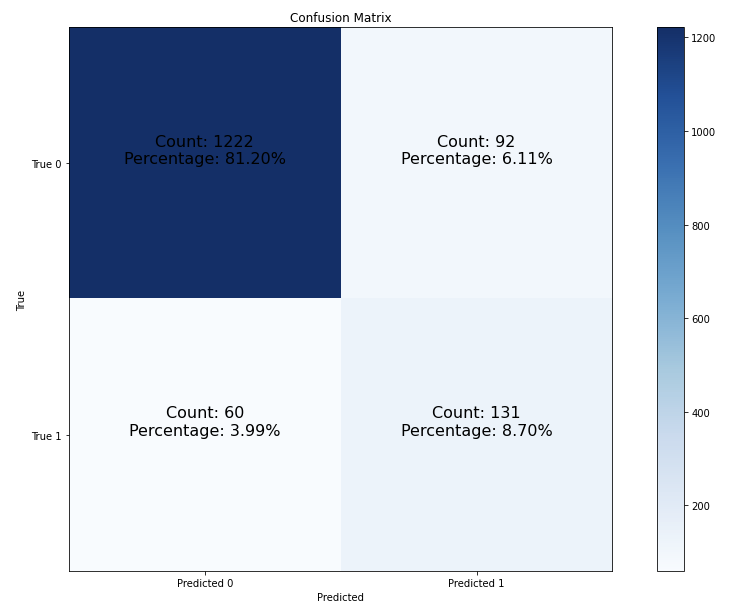 Confusion Matrix
Count: 1222
Percentage: 81.20%
Count: 92
Percentage: 6.11%
True 0
Count: 60
Percentage: 3.99%
Count: 131
Percentage: 8.70%
True 1
True
Predicted 0
Predicted 1
Predicted
1200
1000
800
600
400
200